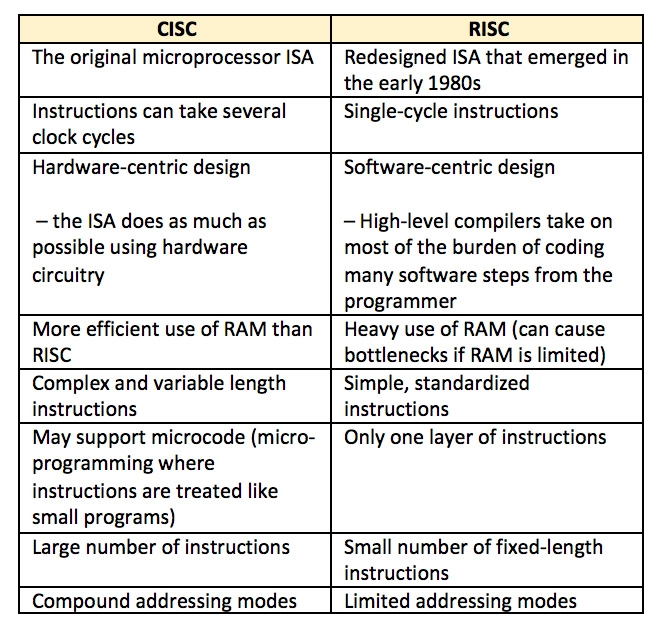 CISC
RISC
The original microprocessor ISA
Redesigned ISA that emerged in
the early 1980s
Instructions can take several
clock cycles
Single-cycle instructions
Hardware-centric design
– the ISA does as much as
possible using hardware
circuitry
Software-centric design
– High-level compilers take on
most of the burden of coding
many software steps from the
programmer
More efficient use of RAM than
RISC
Heavy use of RAM (can cause
bottlenecks if RAM is limited)
Complex and variable length
instructions
Simple, standardized
instructions
May support microcode (micro-
programming where
instructions are treated like
small programs)
Only one layer of instructions
Large number of instructions
Small number of fixed-length
instructions
Compound addressing modes
Limited addressing modes